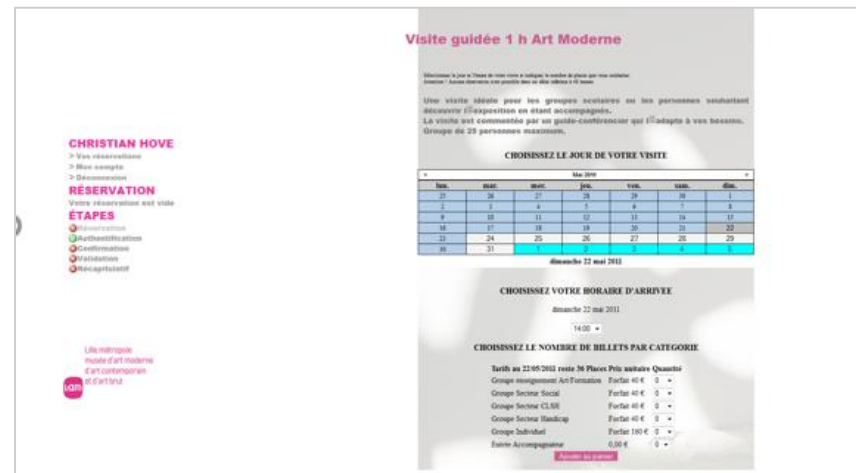 Visite guidée 1 h Art Moderne
Une visite idéale pour les groupes scolaires ou les personnes souhaitant
découvrir l'exposition en étant accompagnés.
La visite est commentée par un guide-conférencier qui l'adapte à vos besoins.
Groupe de 25 personnes maximum.
CHRISTIAN HOVE
> Vos réservations
> Mon compte
> Déconnexion
RÉSERVATION
Votre réservation est vide
ÉTAPES
Réservation
Authentification
Confirmation
Validation
Récapitulatif
Lille métropole
musée d'art moderne
d'art contemporain
et d'art brut
Lam
CHOISISSEZ LE JOUR DE VOTRE VISITE
« Mai 2011 »
lun. mar. mer. jeu. ven. sam. dim.
25 26 27 28 29 30 1
2 3 4 5 6 7 8
9 10 11 12 13 14 15
16 17 18 19 20 21 22
23 24 25 26 27 28 29
30 31 1 2 3 4 5
dimanche 22 mai 2011
CHOISISSEZ VOTRE HORAIRE D'ARRIVEE
dimanche 22 mai 2011
14:00
CHOISISSEZ LE NOMBRE DE BILLETS PAR CATEGORIE
Tarifs au 22/05/2011 reste 36 Places Prix unitaire Quantité
Groupe enseignement Art/Formation Forfait 40 € 0
Groupe Secteur Social Forfait 40 € 0
Groupe Secteur CLSH Forfait 40 € 0
Groupe Secteur Handicap Forfait 40 € 0
Groupe Individuel Forfait 160 € 0
Entrée Accompagnateur 0,00 € 0
Ajouter au panier